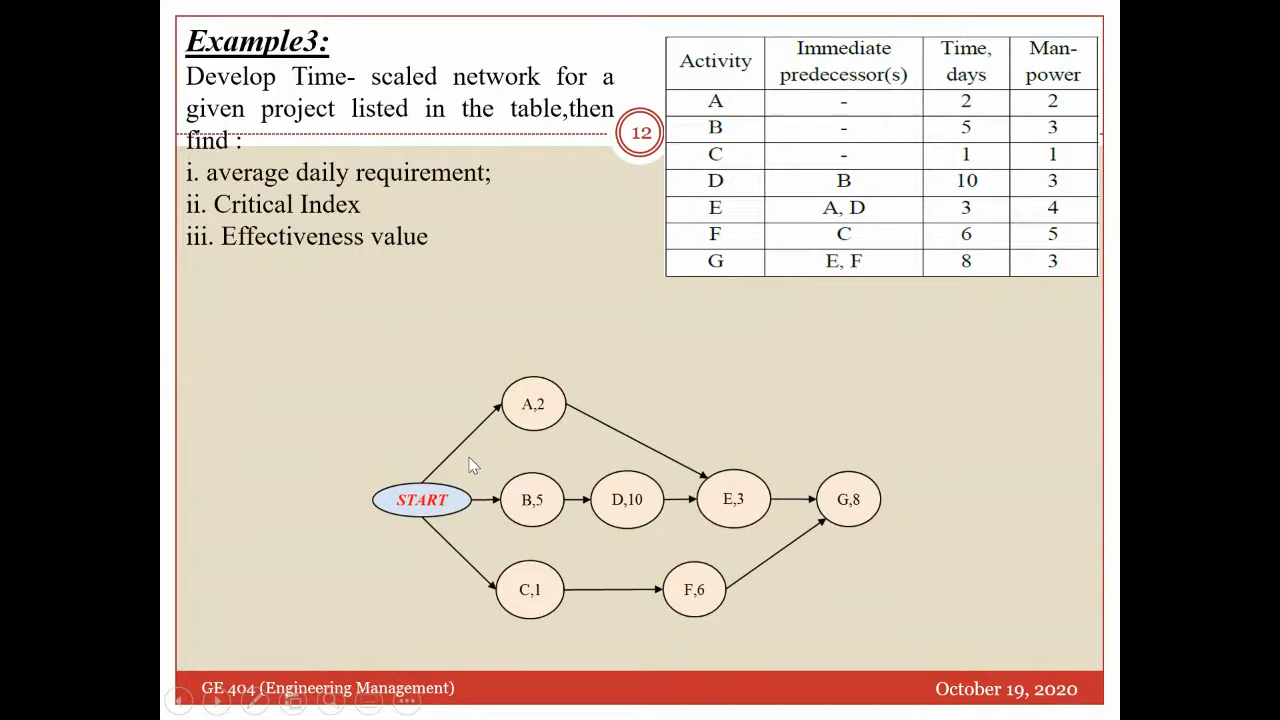 Example3:
Develop Time- scaled network for a
given project listed in the table,then
find :
i. average daily requirement;
ii. Critical Index
iii. Effectiveness value
12
Activity Immediate predecessor(s) Time, days Man-power
A - 2 2
B - 5 3
C - 1 1
D B 10 3
E A, D 3 4
F C 6 5
G E, F 8 3
A,2
START
B,5
D,10
E,3
G,8
C,1
F,6
GE 404 (Engineering Management)
October 19, 2020